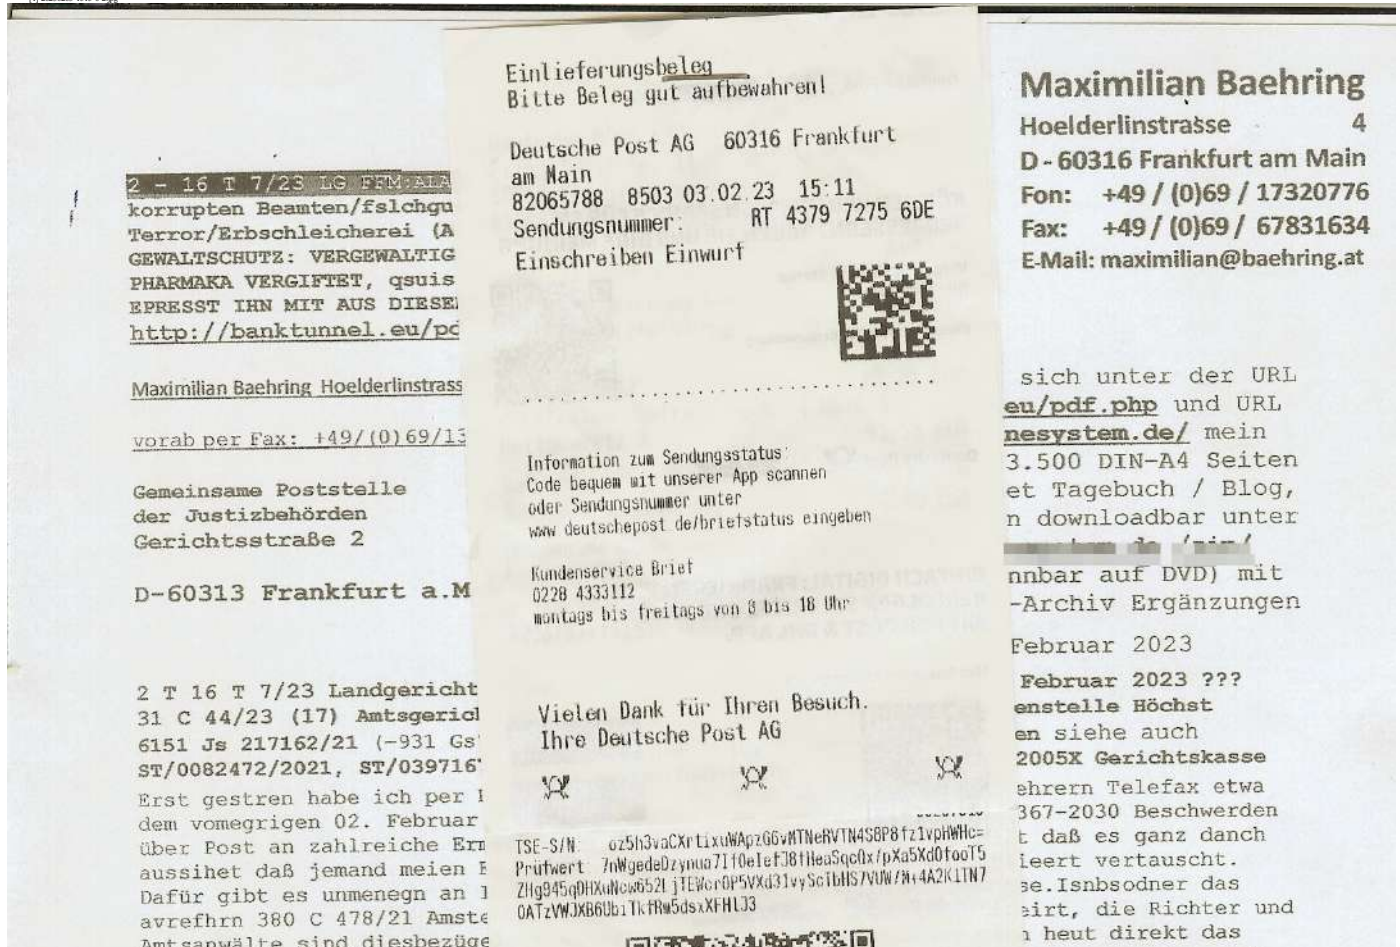 2 - 16 T 7/23 LG FFM:ALA
korrupten Beamten/fslchgu
Terror/Erbschleicherei (A
GEWALTSCHUTZ: VERGEWALTIG
PHARMAKA VERGIFTET, qsuis
EPRESST IHN MIT AUS DIESE
http://banktunnel.eu/pd
Maximilian Baehring Hoelderlinstrass
vorab per Fax: +49/(0)69/13
Gemeinsame Poststelle
der Justizbehörden
Gerichtsstraße 2
D-60313 Frankfurt a.M
2 T 16 T 7/23 Landgericht
31 C 44/23 (17) Amtsgeric
6151 Js 217162/21 (-931 Gs
ST/0082472/2021, ST/039716
Erst gestren habe ich per
dem vomegrigen 02. Februar
über Post an zahlreiche Erm
aussihet daß jemand meien
Dafür gibt es unmenegn an
avrefhrn 380 C 478/21 Amste
Amtsanwälte sind diesbezüge
Einlieferungsbeleg
Bitte Beleg gut aufbewahren!
Deutsche Post AG 60316 Frankfurt
am Main
82065788 8503 03.02.23 15:11
Sendungsnummer: RT 4379 7275 6DE
Einschreiben Einwurf
Information zum Sendungsstatus:
Code bequem mit unserer App scannen
oder Sendungsnummer unter
www deutschepost de/briefstatus eingeben
Kundenservice Brief
0228 4333112
montags bis freitags von 8 bis 18 Uhr
Vielen Dank für Ihren Besuch.
Ihre Deutsche Post AG
TSE-S/N:
Prüfwert:
Maximilian Baehring
Hoelderlinstrasse 4
D - 60316 Frankfurt am Main
Fon: +49 / (0)69 / 17320776
Fax: +49 / (0)69 / 67831634
E-Mail: maximilian@baehring.at
sich unter der URL
eu/pdf.php und URL
nesystem.de/ mein
3.500 DIN-A4 Seiten
et Tagebuch / Blog,
n downloadbar unter
nnbar auf DVD) mit
-Archiv Ergänzungen
Februar 2023
Februar 2023 ???
enstelle Höchst
en siehe auch
2005X Gerichtskasse
ehrern Telefax etwa
367-2030 Beschwerden
t daß es ganz danch
ieert vertauscht.
se.Isnbsodner das
eirt, die Richter und
n heut direkt das